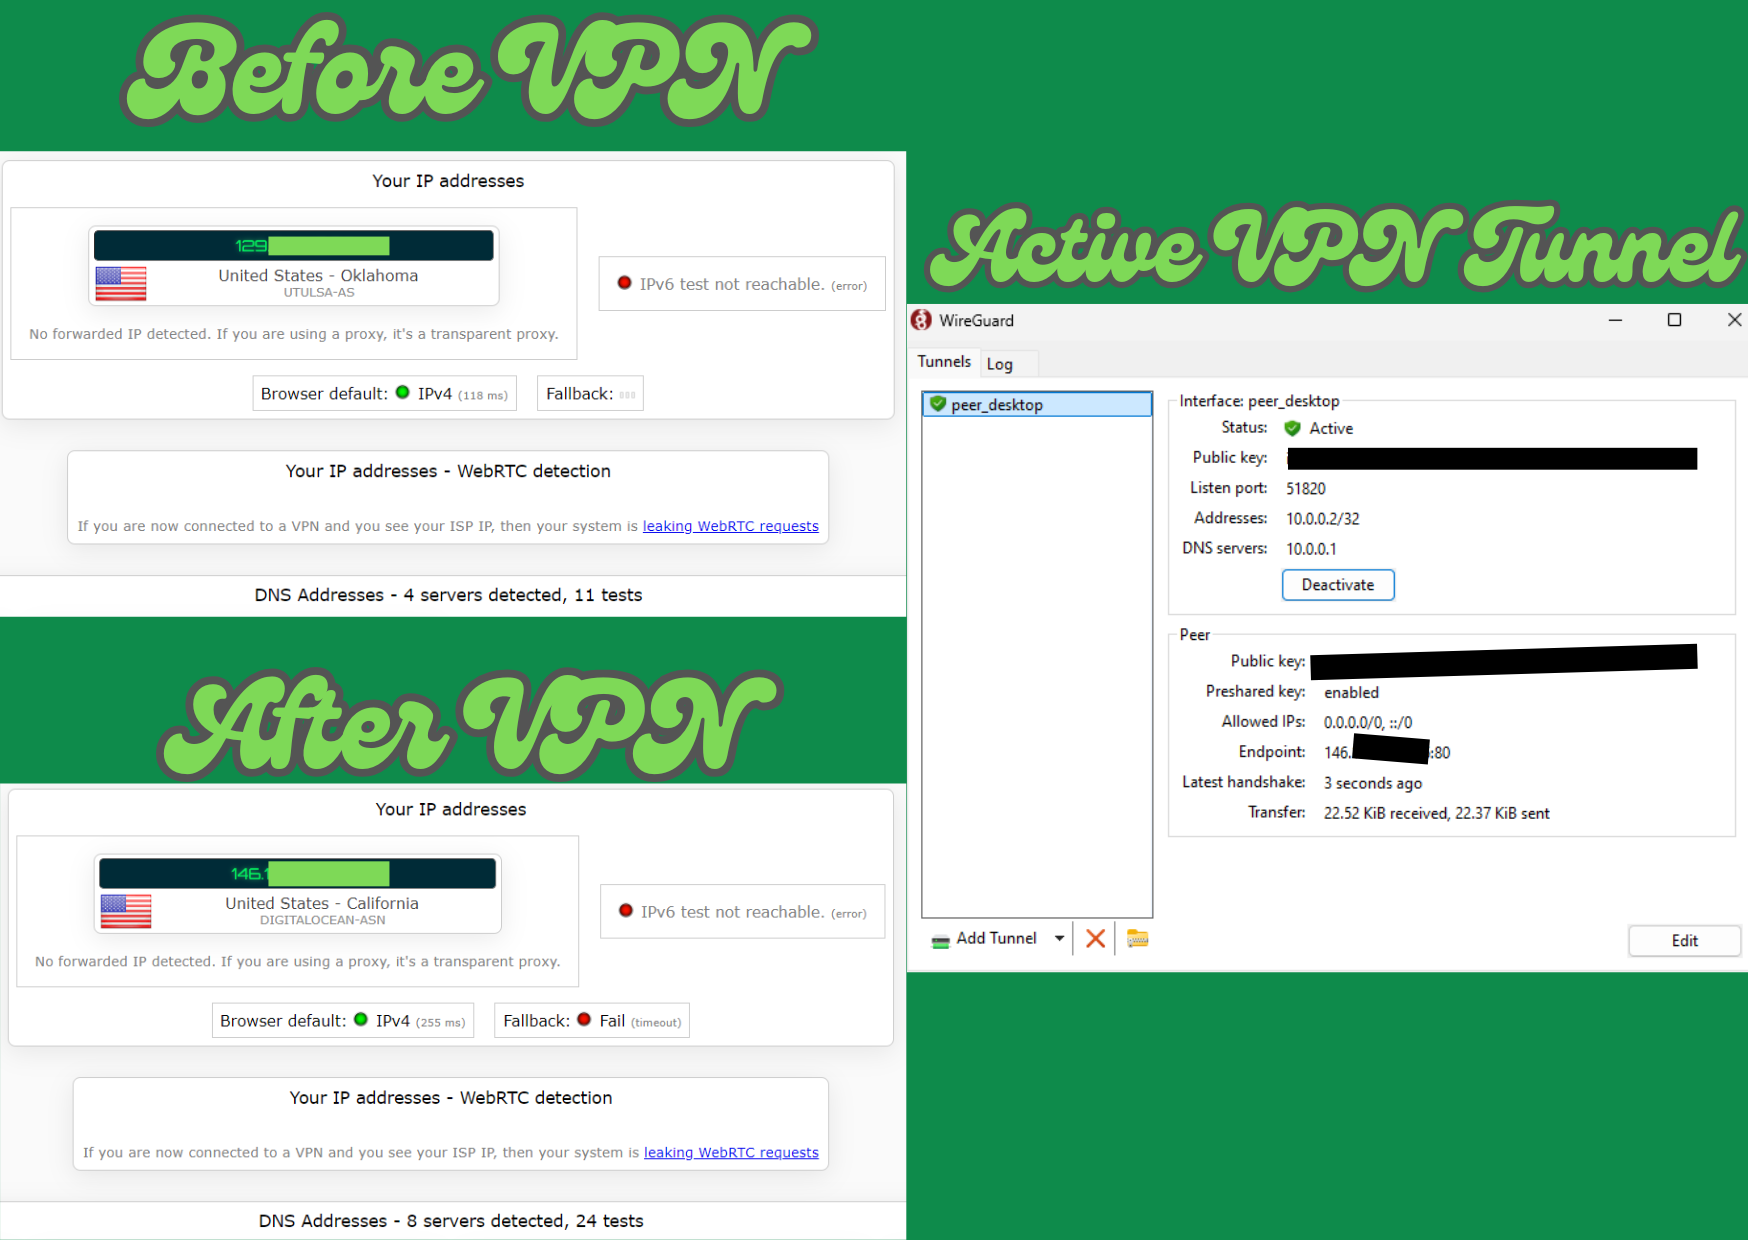 Before VPN
Your IP addresses
129
United States - Oklahoma
UTULSA-AS
No forwarded IP detected. If you are using a proxy, it's a transparent proxy.
IPv6 test not reachable. (error)
Browser default: IPv4 (118 ms)
Fallback:
Your IP addresses - WebRTC detection
If you are now connected to a VPN and you see your ISP IP, then your system is leaking WebRTC requests
DNS Addresses - 4 servers detected, 11 tests
After VPN
Your IP addresses
146.1
United States - California
DIGITALOCEAN-ASN
No forwarded IP detected. If you are using a proxy, it's a transparent proxy.
IPv6 test not reachable. (error)
Browser default: IPv4 (255 ms)
Fallback: Fail (timeout)
Your IP addresses - WebRTC detection
If you are now connected to a VPN and you see your ISP IP, then your system is leaking WebRTC requests
DNS Addresses - 8 servers detected, 24 tests
Active VPN Tunnel
WireGuard
Tunnels Log
peer_desktop
Interface: peer_desktop
Status: Active
Public key:
Listen port: 51820
Addresses: 10.0.0.2/32
DNS servers: 10.0.0.1
Deactivate
Peer
Public key:
Preshared key: enabled
Allowed IPs: 0.0.0.0/0, ::/0
Endpoint: 146. :80
Latest handshake: 3 seconds ago
Transfer: 22.52 KiB received, 22.37 KiB sent
Add Tunnel
Edit